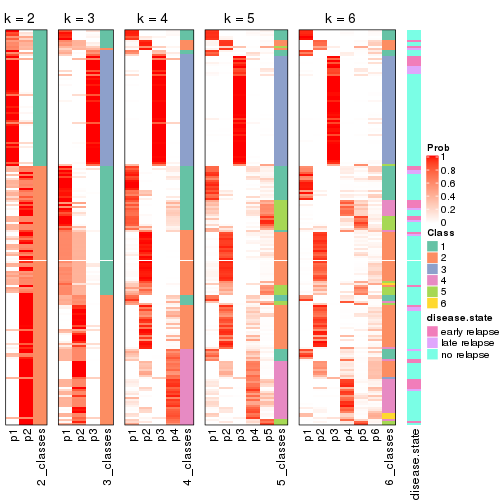 k = 2
k = 3
k = 4
k = 5
k = 6
Prob
1
0.8
0.6
0.4
0.2
0
Class
1
2
3
4
5
6
disease.state
early relapse
late relapse
no relapse
p1
p2
2_classes
p1
p2
p3
3_classes
p1
p2
p3
p4
4_classes
p1
p2
p3
p4
p5
5_classes
p1
p2
p3
p4
p5
p6
6_classes
disease.state